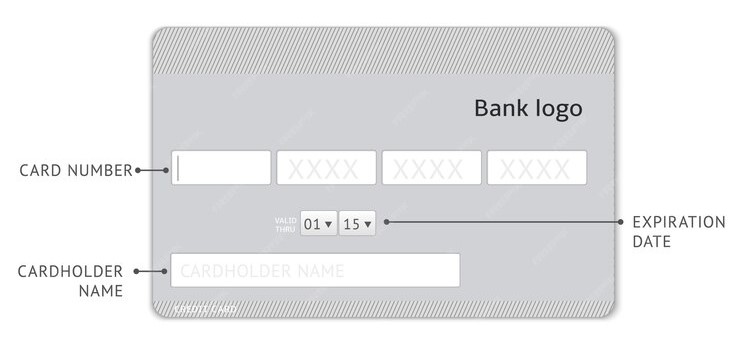 Bank logo
CARD NUMBER
XXXX XXXX XXXX
VALID
THRU
01 15
EXPIRATION
DATE
CARDHOLDER
NAME
CARDHOLDER NAME
CREDIT CARD